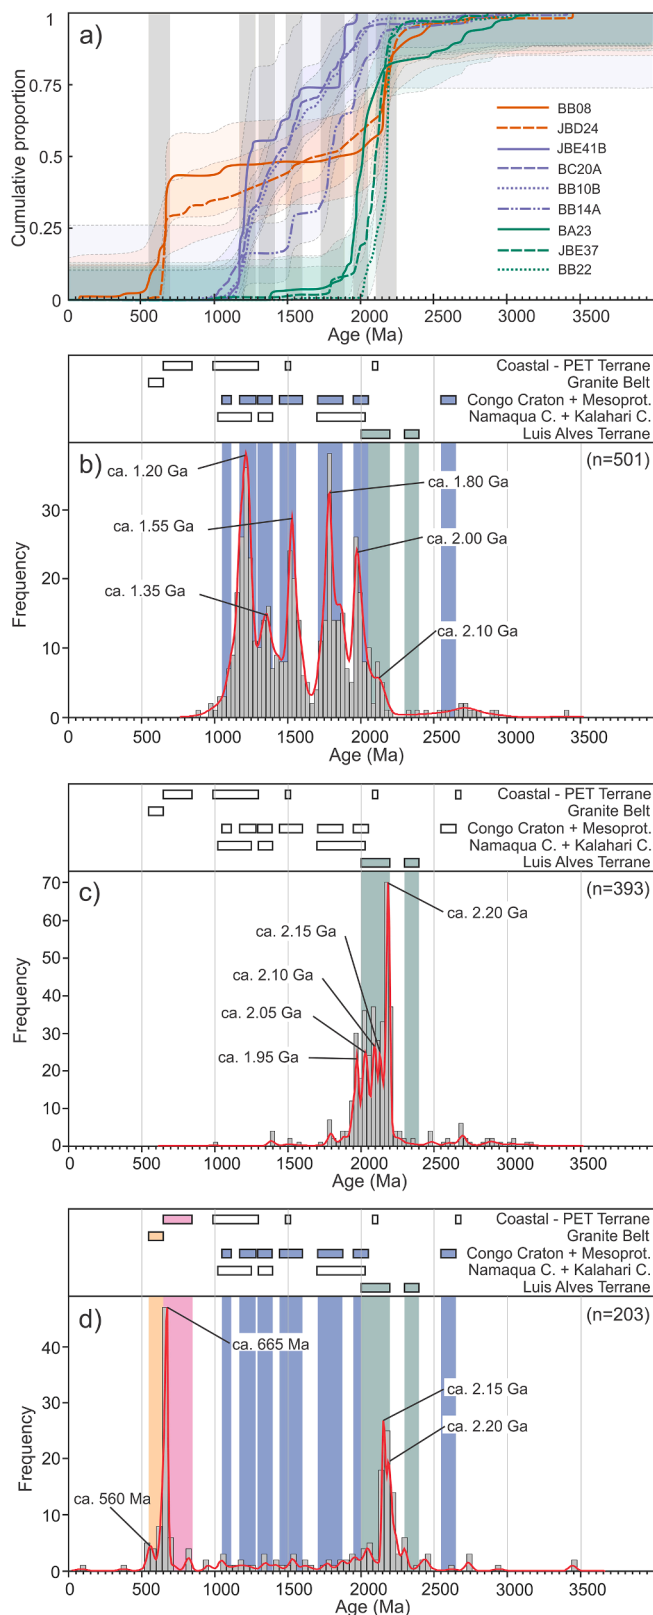 a)
Cumulative proportion
1
0.75
0.5
0.25
0
BB08
JBD24
JBE41B
BC20A
BB10B
BB14A
BA23
JBE37
BB22
0 500 1000 1500 2000 2500 3000 3500
Age (Ma)
Coastal - PET Terrane
Granite Belt
Congo Craton + Mesoprot.
Namaqua C. + Kalahari C.
Luis Alves Terrane
b)
(n=501)
ca. 1.20 Ga
ca. 1.80 Ga
ca. 1.55 Ga
ca. 2.00 Ga
ca. 1.35 Ga
ca. 2.10 Ga
Frequency
30
20
10
0
0 500 1000 1500 2000 2500 3000 3500
Age (Ma)
Coastal - PET Terrane
Granite Belt
Congo Craton + Mesoprot.
Namaqua C. + Kalahari C.
Luis Alves Terrane
c)
(n=393)
ca. 2.20 Ga
ca. 2.15 Ga
ca. 2.10 Ga
ca. 2.05 Ga
ca. 1.95 Ga
Frequency
70
60
50
40
30
20
10
0
0 500 1000 1500 2000 2500 3000 3500
Age (Ma)
Coastal - PET Terrane
Granite Belt
Congo Craton + Mesoprot.
Namaqua C. + Kalahari C.
Luis Alves Terrane
d)
(n=203)
ca. 665 Ma
ca. 2.15 Ga
ca. 2.20 Ga
ca. 560 Ma
Frequency
40
30
20
10
0
0 500 1000 1500 2000 2500 3000 3500
Age (Ma)